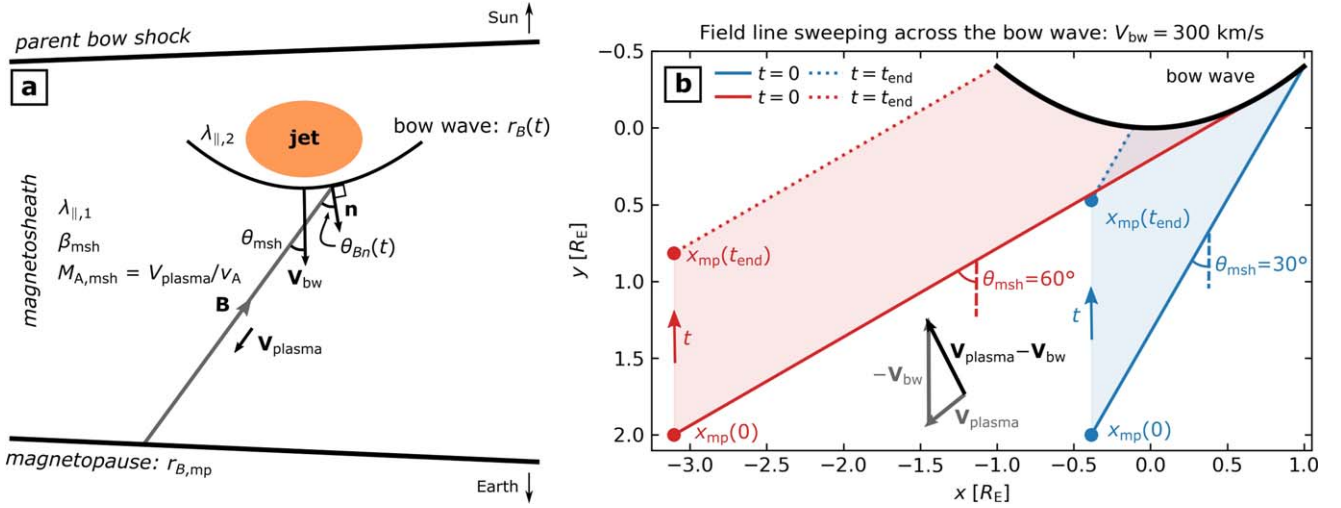 Sun
parent bow shock
a
λ∥,2
jet
bow wave: r_B(t)
magnetosheath
λ∥,1
β_msh
M_A,msh = V_plasma/v_A
θ_msh
n
θ_Bn(t)
V_bw
B
V_plasma
magnetopause: r_B,mp
Earth
Field line sweeping across the bow wave: V_bw = 300 km/s
b
t = 0
t = t_end
t = 0
t = t_end
bow wave
x_mp(t_end)
x_mp(t_end)
θ_msh=60°
θ_msh=30°
t
t
V_plasma−V_bw
−V_bw
V_plasma
x_mp(0)
x_mp(0)
−0.5
0.0
0.5
1.0
1.5
2.0
y [R_E]
−3.0 −2.5 −2.0 −1.5 −1.0 −0.5 0.0 0.5 1.0
x [R_E]